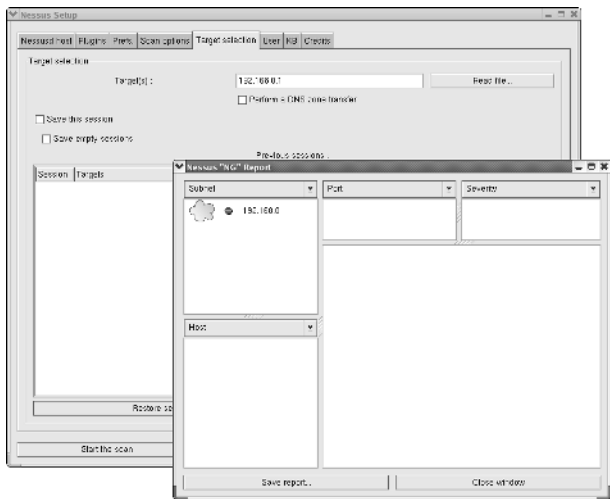 Nessus Setup
Nessusd host Plugins Prefs. Scan options Target selection User KB Credits
Target selection
Target(s) : 192.168.0.1 Read file...
Perform a DNS zone transfer
Save this session
Save empty sessions
Previous sessions :
Session Targets
Restore se
Start the scan
Nessus "NG" Report
Subnet Port Severity
192.168.0
Host
Save report... Close window